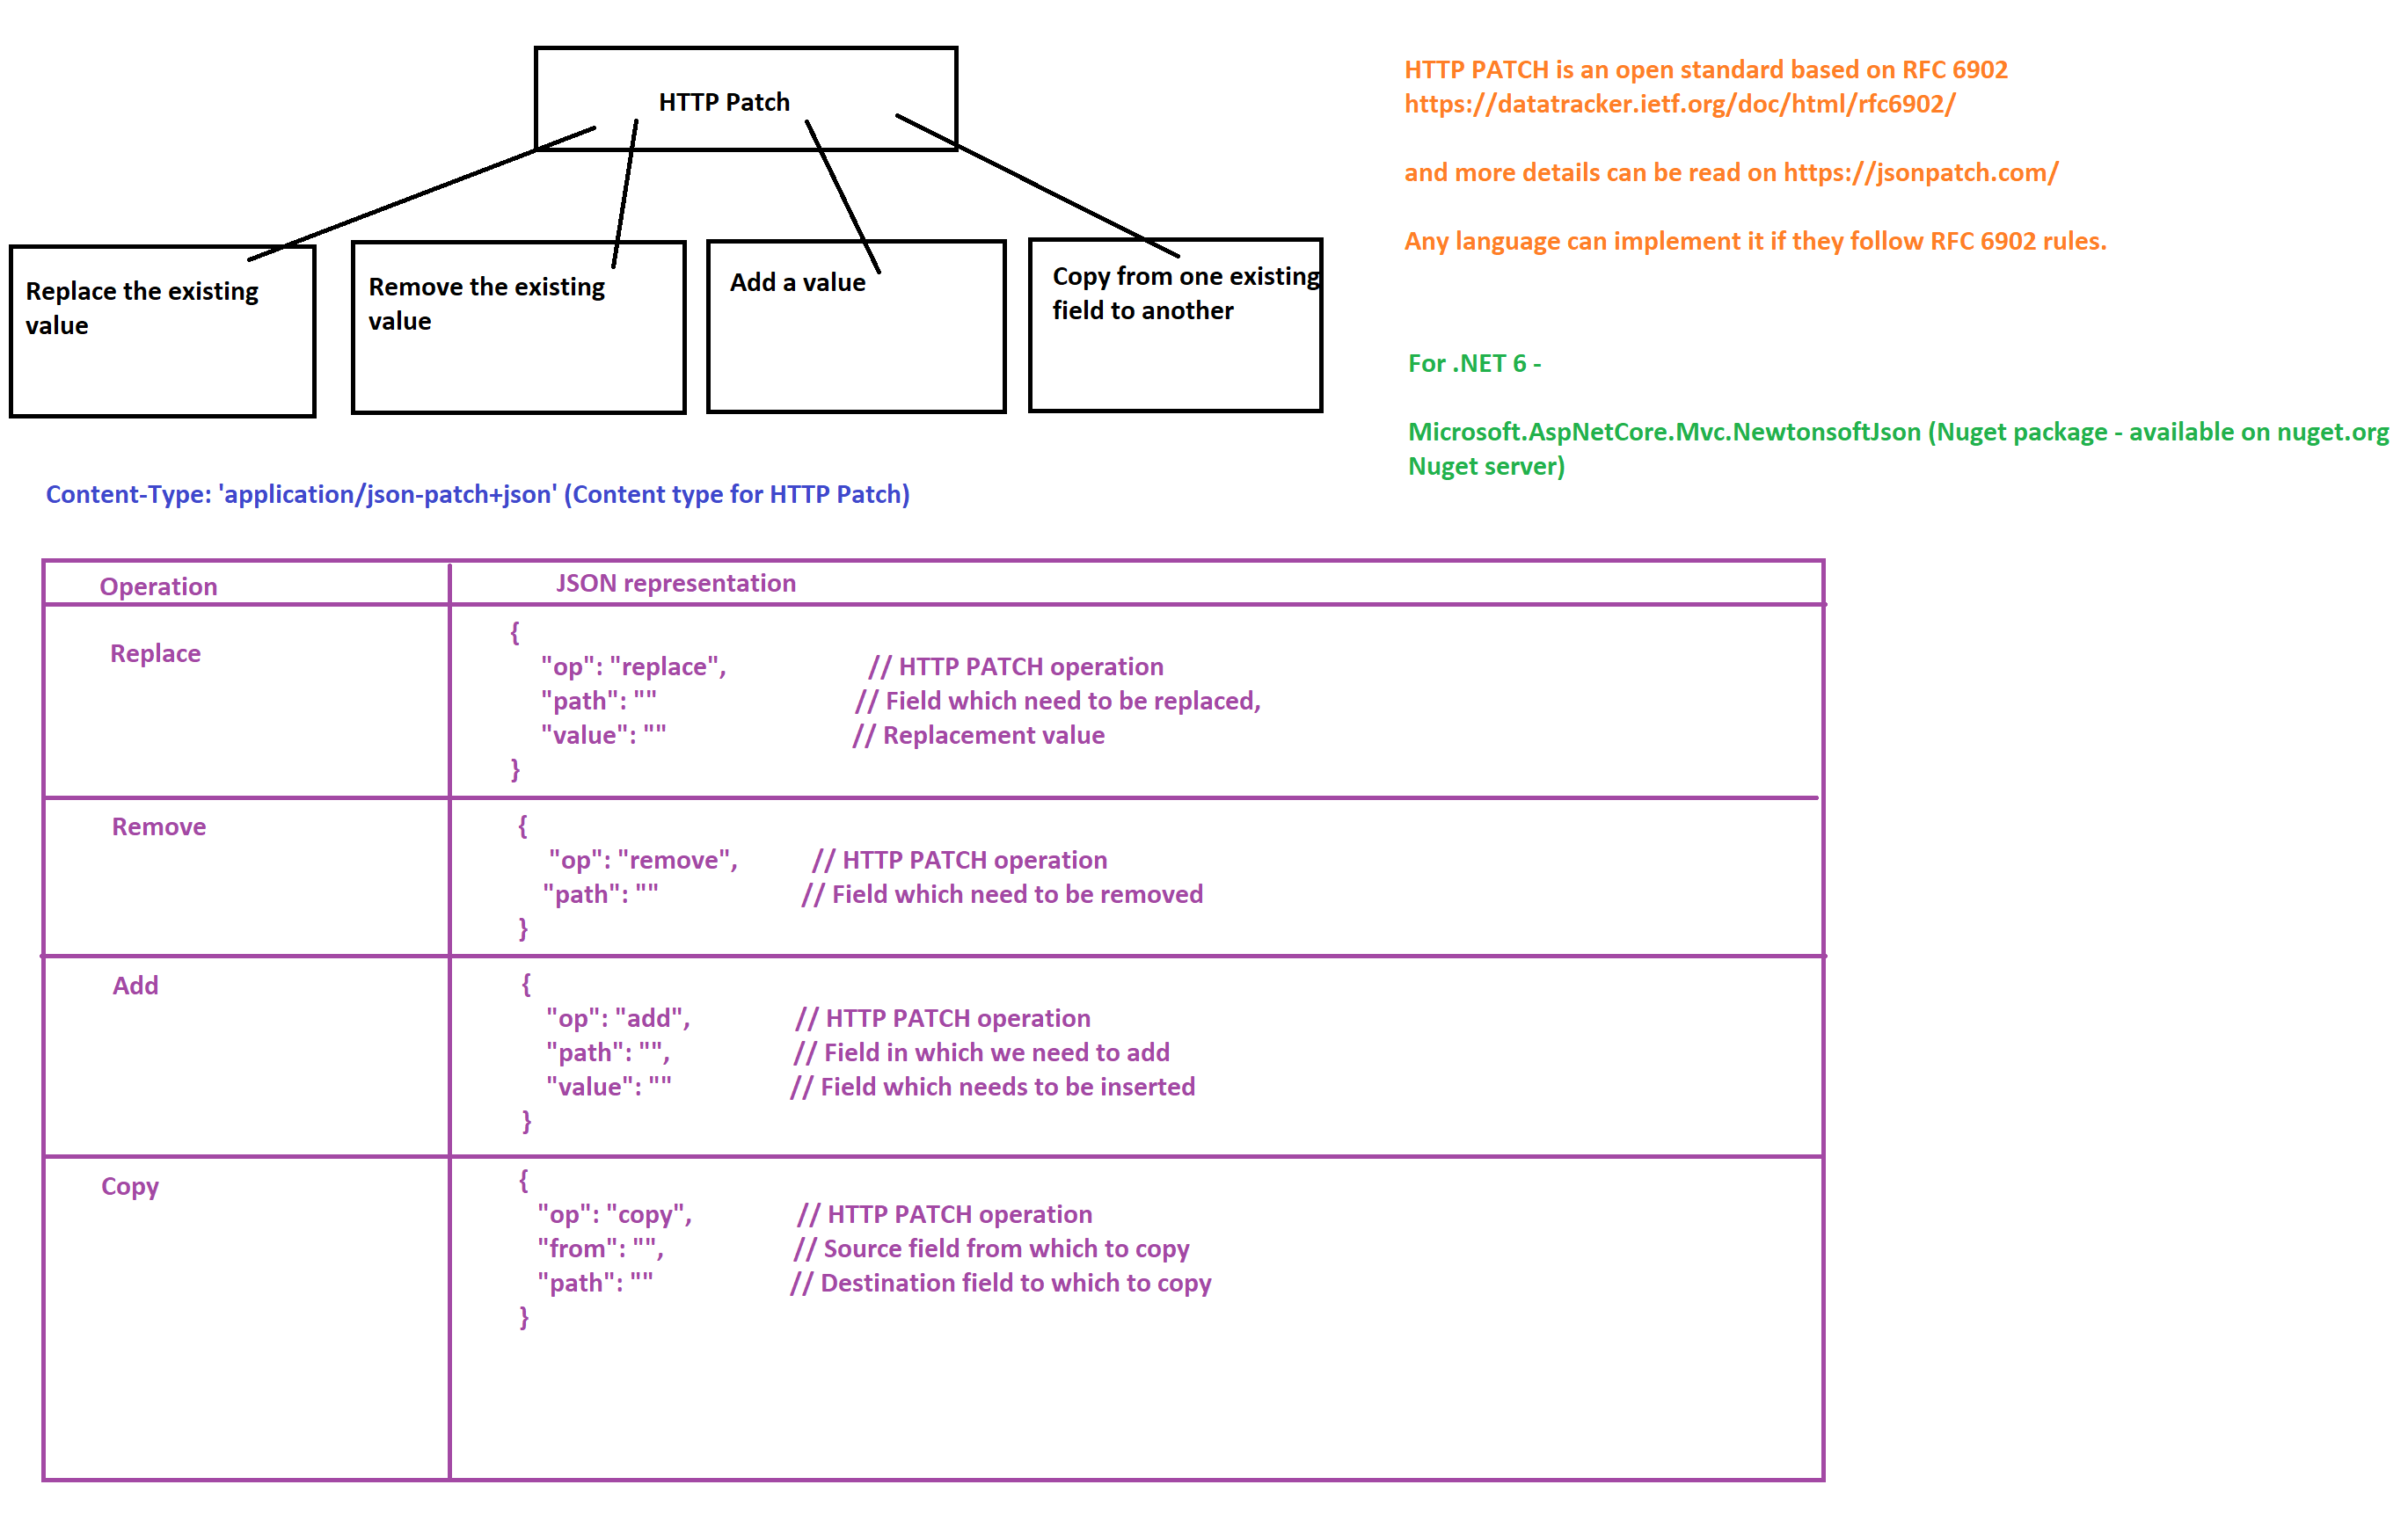 HTTP Patch
Replace the existing
value
Remove the existing
value
Add a value
Copy from one existing
field to another
HTTP PATCH is an open standard based on RFC 6902
https://datatracker.ietf.org/doc/html/rfc6902/
and more details can be read on https://jsonpatch.com/
Any language can implement it if they follow RFC 6902 rules.
For .NET 6 -
Microsoft.AspNetCore.Mvc.NewtonsoftJson (Nuget package - available on nuget.org
Nuget server)
Content-Type: 'application/json-patch+json' (Content type for HTTP Patch)
Operation
JSON representation
Replace
{
"op": "replace", // HTTP PATCH operation
"path": "" // Field which need to be replaced,
"value": "" // Replacement value
}
Remove
{
"op": "remove", // HTTP PATCH operation
"path": "" // Field which need to be removed
}
Add
{
"op": "add", // HTTP PATCH operation
"path": "", // Field in which we need to add
"value": "" // Field which needs to be inserted
}
Copy
{
"op": "copy", // HTTP PATCH operation
"from": "", // Source field from which to copy
"path": "" // Destination field to which to copy
}